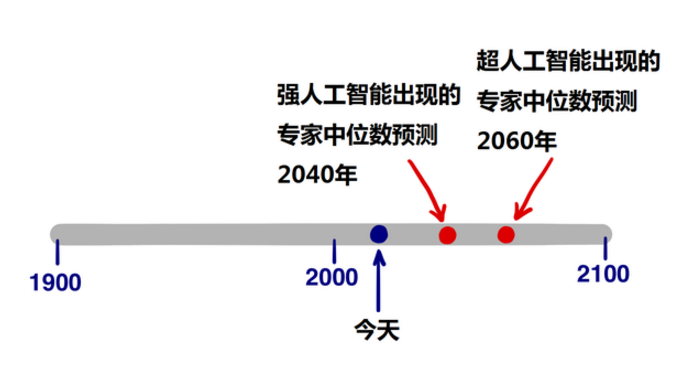 超人工智能出现的
专家中位数预测
2060年
强人工智能出现的
专家中位数预测
2040年
1900
2000
2100
今天